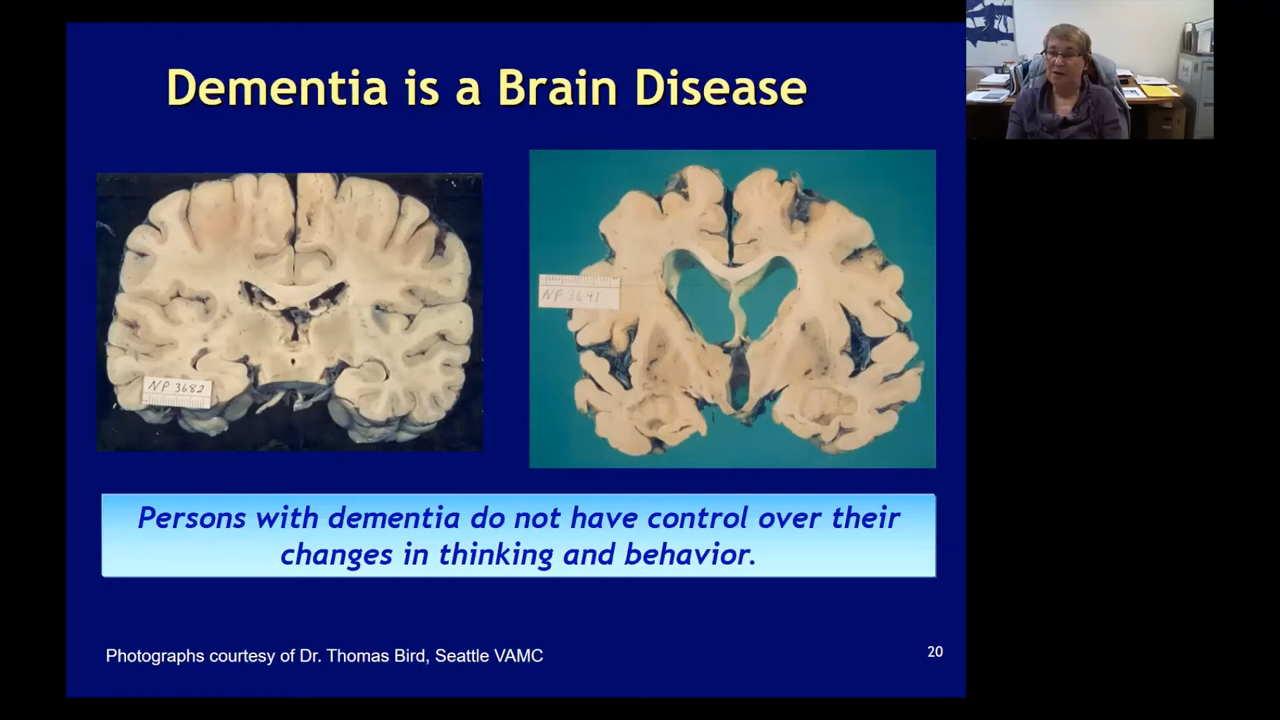 Dementia is a Brain Disease
NP 3682
NP 3641
Persons with dementia do not have control over their
changes in thinking and behavior.
Photographs courtesy of Dr. Thomas Bird, Seattle VAMC
20